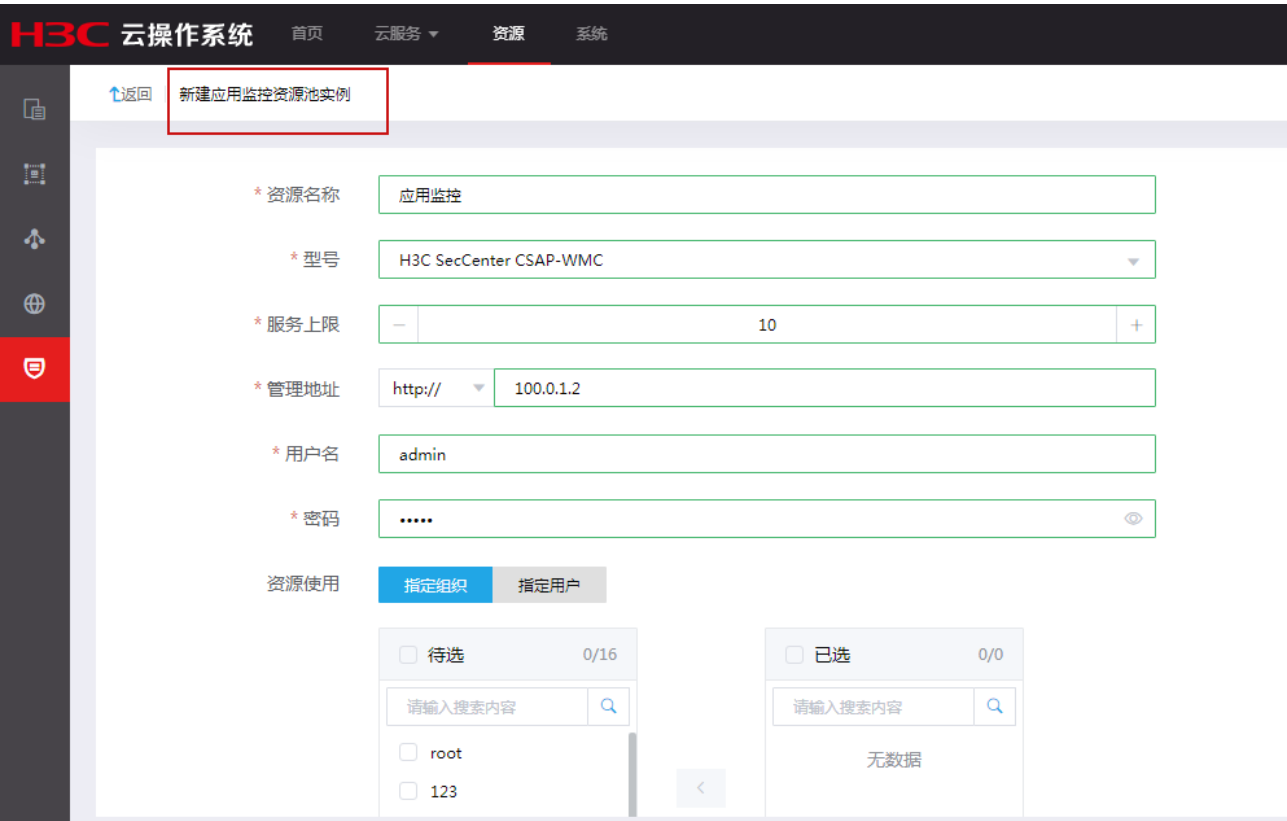 H3C 云操作系统 首页 云服务 资源 系统
返回 新建应用监控资源池实例
* 资源名称 应用监控
* 型号 H3C SecCenter CSAP-WMC
* 服务上限 − 10 +
* 管理地址 http:// 100.0.1.2
* 用户名 admin
* 密码 •••••
资源使用 指定组织 指定用户
待选 0/16 已选 0/0
请输入搜索内容 请输入搜索内容
root 无数据
123